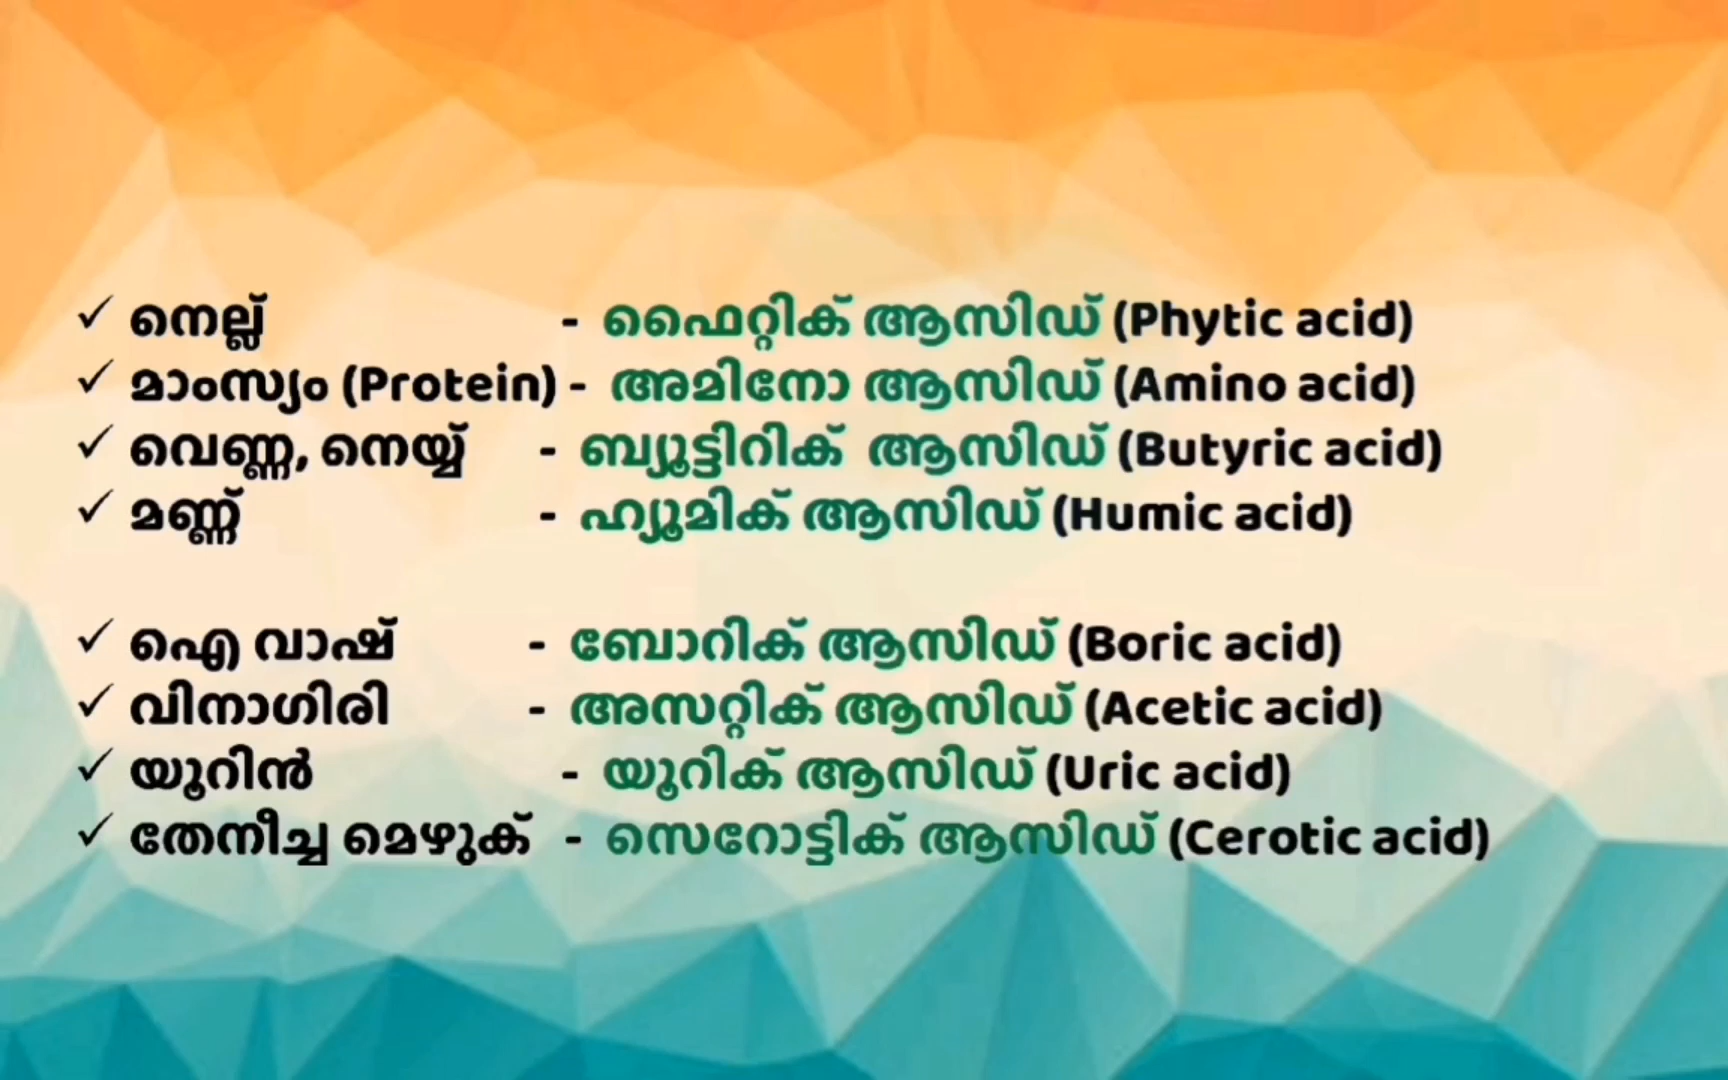 ✓ നെല്ല് - ഫൈറ്റിക് ആസിഡ് (Phytic acid)
✓ മാംസ്യം (Protein) - അമിനോ ആസിഡ് (Amino acid)
✓ വെണ്ണ, നെയ്യ് - ബ്യൂട്ടിറിക് ആസിഡ് (Butyric acid)
✓ മണ്ണ് - ഹ്യൂമിക് ആസിഡ് (Humic acid)
✓ ഐ വാഷ് - ബോറിക് ആസിഡ് (Boric acid)
✓ വിനാഗിരി - അസറ്റിക് ആസിഡ് (Acetic acid)
✓ യൂറിൻ - യൂറിക് ആസിഡ് (Uric acid)
✓ തേനീച്ച മെഴുക് - സെറോട്ടിക് ആസിഡ് (Cerotic acid)